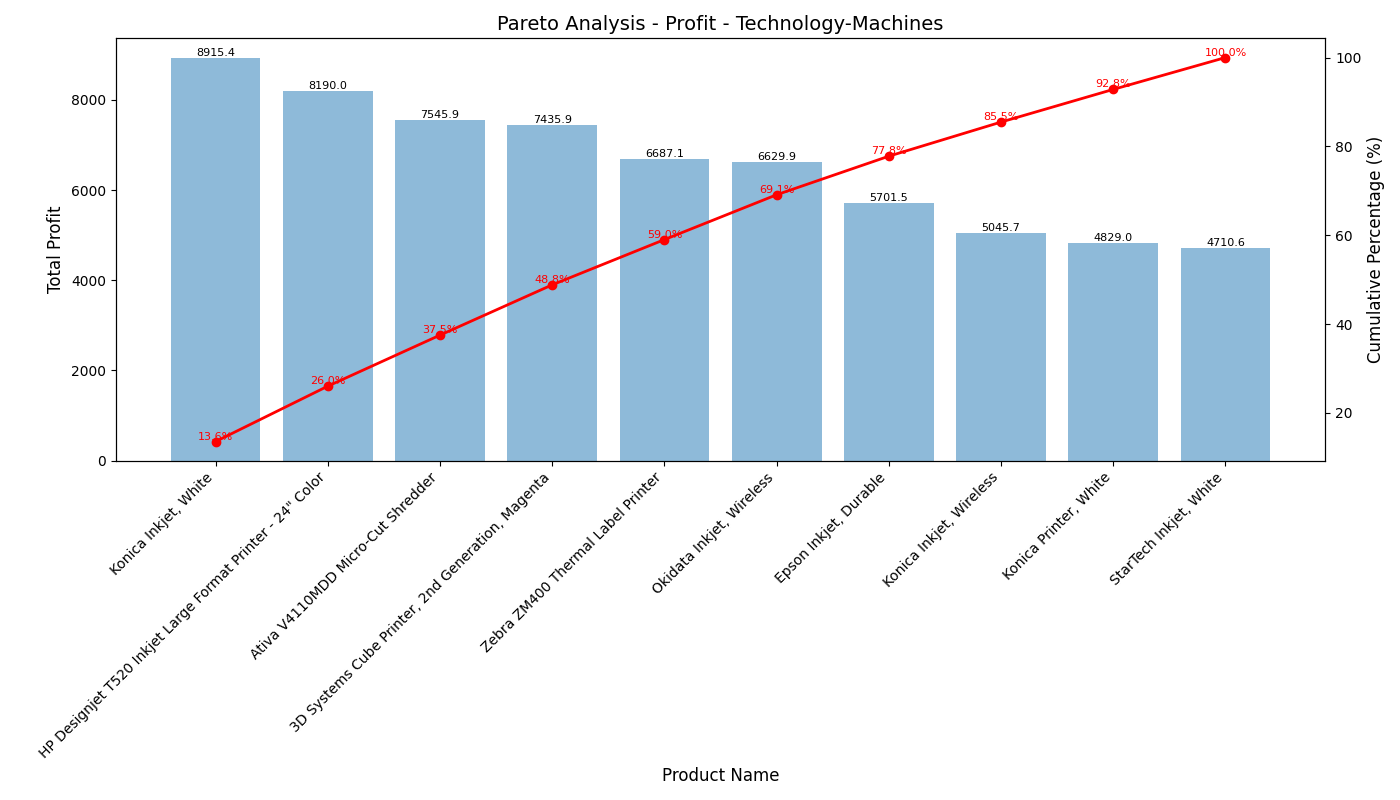 Pareto Analysis - Profit - Technology-Machines
Total Profit
8000
6000
4000
2000
0
8915.4
8190.0
7545.9
7435.9
6687.1
6629.9
5701.5
5045.7
4829.0
4710.6
13.6%
26.0%
37.5%
48.8%
59.0%
69.1%
77.8%
85.5%
92.8%
100.0%
100
80
60
40
20
Cumulative Percentage (%)
Konica Inkjet, White
HP Designjet T520 Inkjet Large Format Printer - 24" Color
Ativa V4110MDD Micro-Cut Shredder
3D Systems Cube Printer, 2nd Generation, Magenta
Zebra ZM400 Thermal Label Printer
Okidata Inkjet, Wireless
Epson Inkjet, Durable
Konica Inkjet, Wireless
Konica Printer, White
StarTech Inkjet, White
Product Name